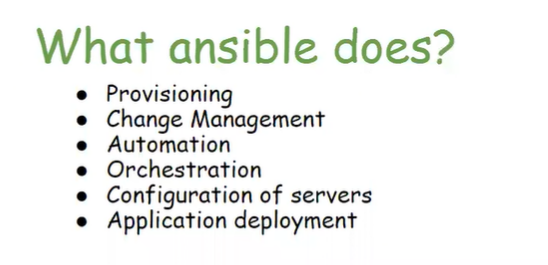 What ansible does?
● Provisioning
● Change Management
● Automation
● Orchestration
● Configuration of servers
● Application deployment